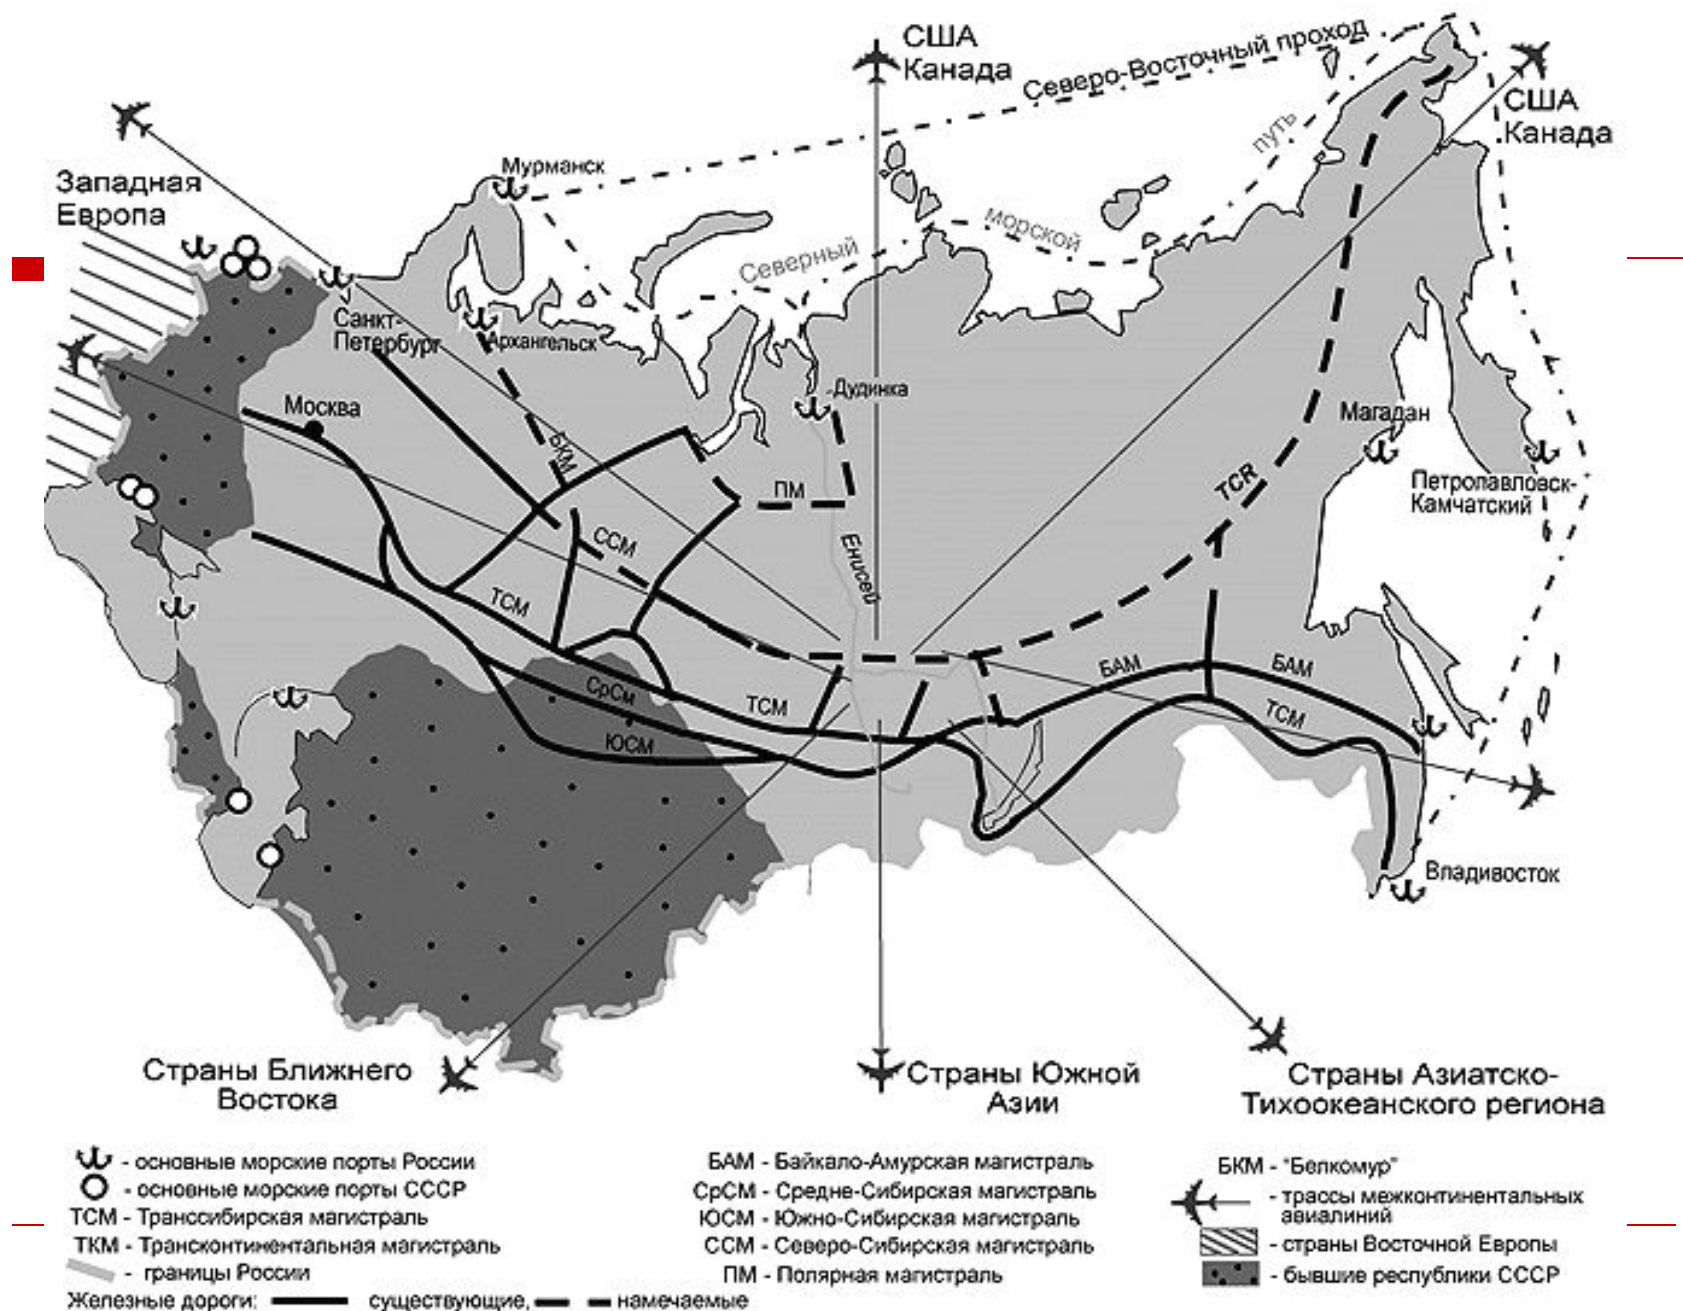 США
Канада
Северо-Восточный проход
США
Канада
путь
Мурманск
Западная
Европа
морской
Северный
Санкт-
Петербург
Архангельск
Дудинка
Москва
Магадан
БКМ
ПМ
TCR
Петропавловск-
Камчатский
ССМ
Енисей
ТСМ
БАМ
БАМ
СрСм
ТСМ
ТСМ
ЮСМ
Владивосток
Страны Ближнего
Востока
Страны Южной
Азии
Страны Азиатско-
Тихоокеанского региона
- основные морские порты России
- основные морские порты СССР
ТСМ - Транссибирская магистраль
ТКМ - Трансконтинентальная магистраль
- границы России
Железные дороги: существующие, намечаемые
БАМ - Байкало-Амурская магистраль
СрСМ - Средне-Сибирская магистраль
ЮСМ - Южно-Сибирская магистраль
ССМ - Северо-Сибирская магистраль
ПМ - Полярная магистраль
БКМ - "Белкомур"
- трассы межконтинентальных
авиалиний
- страны Восточной Европы
- бывшие республики СССР